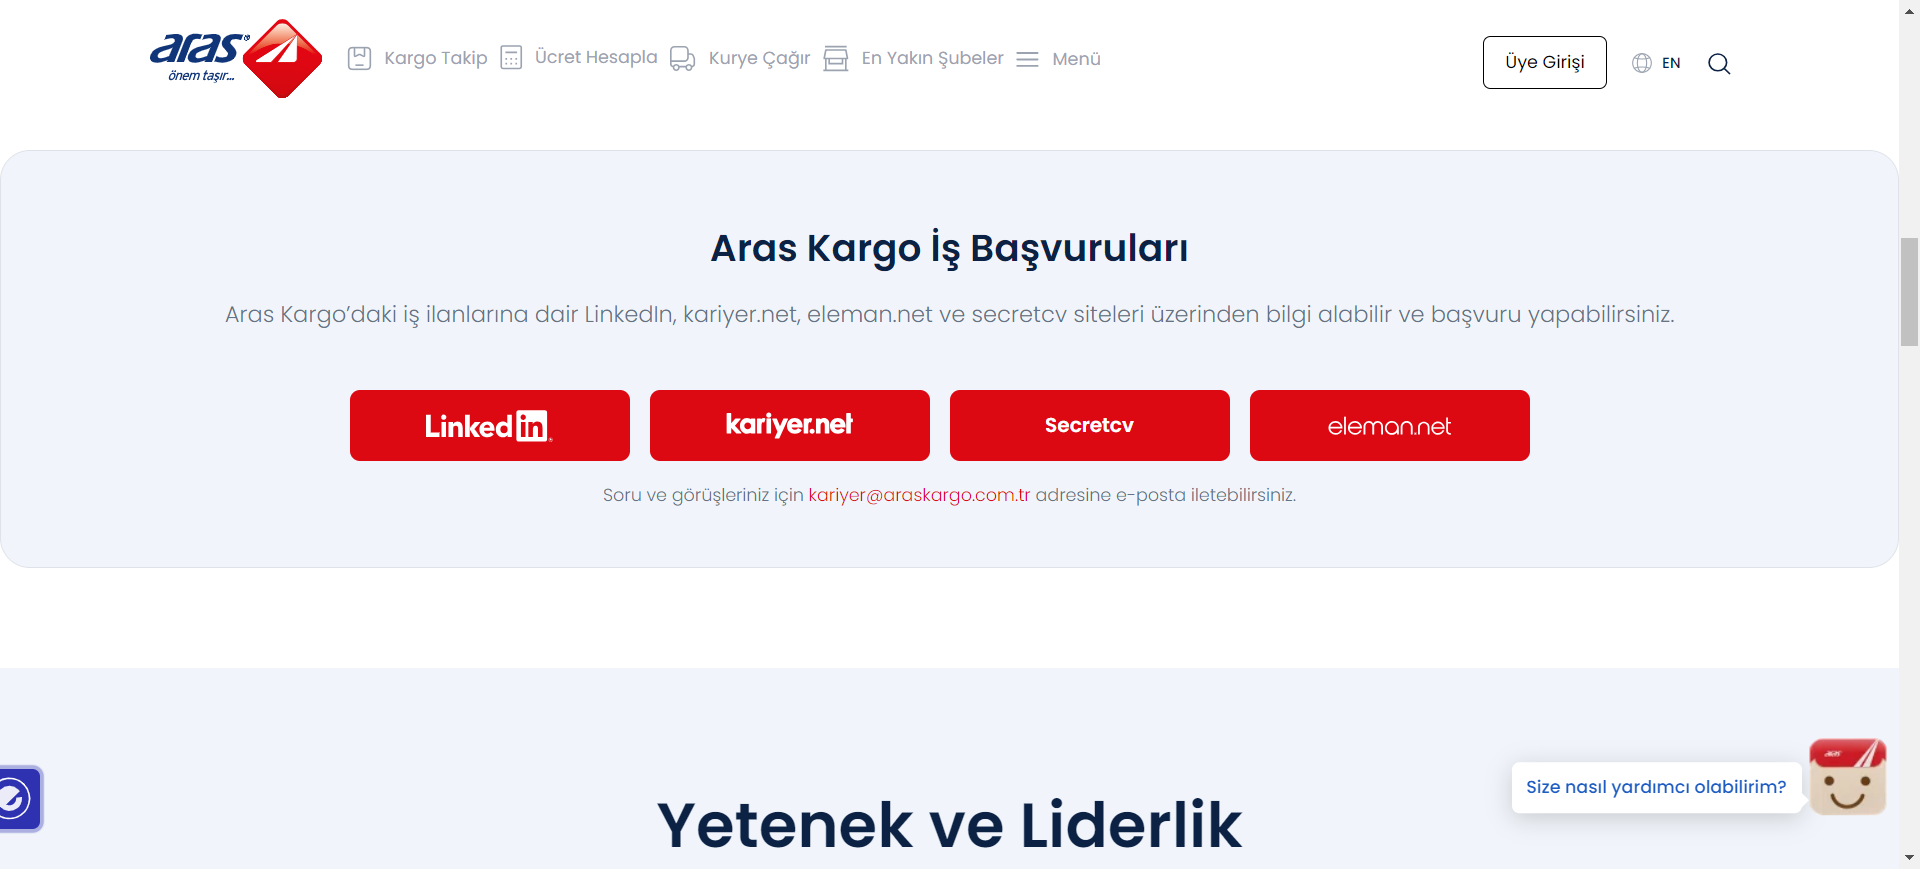 aras®
önem taşır...
Kargo Takip
Ücret Hesapla
Kurye Çağır
En Yakın Şubeler
Menü
Üye Girişi
EN
Aras Kargo İş Başvuruları
Aras Kargo’daki iş ilanlarına dair LinkedIn, kariyer.net, eleman.net ve secretcv siteleri üzerinden bilgi alabilir ve başvuru yapabilirsiniz.
LinkedIn
kariyer.net
Secretcv
eleman.net
Soru ve görüşleriniz için kariyer@araskargo.com.tr adresine e-posta iletebilirsiniz.
Size nasıl yardımcı olabilirim?
aras
Yetenek ve Liderlik